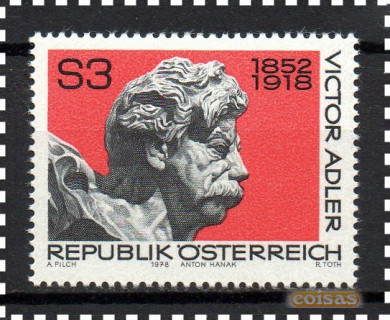 S3
1852
1918
VICTOR ADLER
REPUBLIK ÖSTERREICH
A. PILCH 1978 ANTON HANAK R. TOTH
coisas